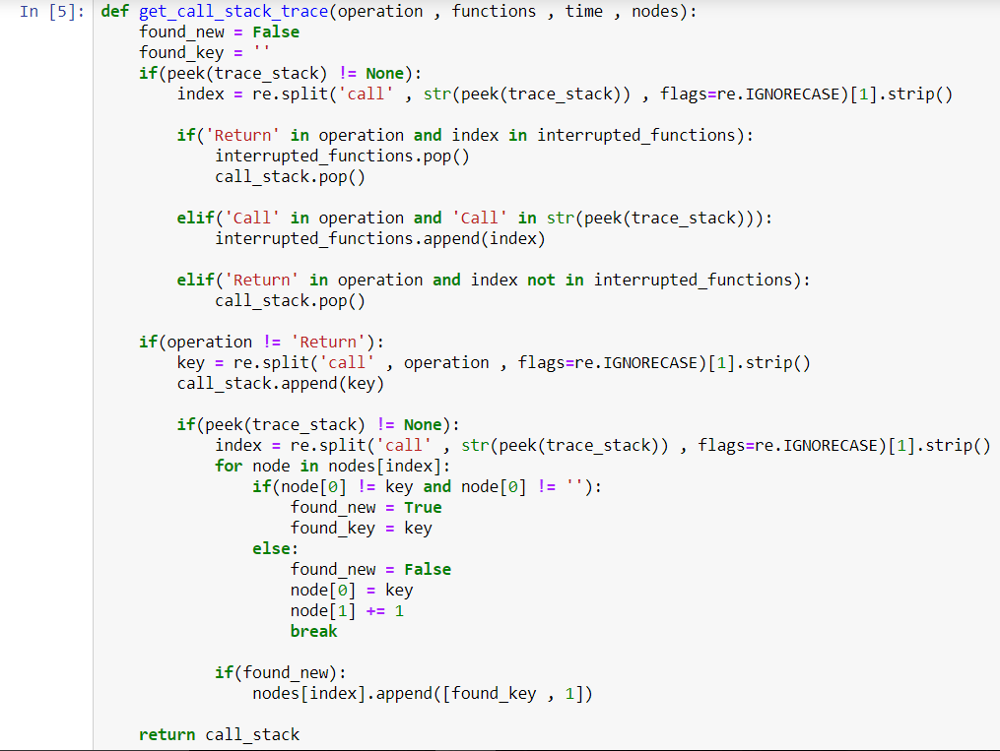 In [5]: def get_call_stack_trace(operation , functions , time , nodes):
    found_new = False
    found_key = ''
    if(peek(trace_stack) != None):
        index = re.split('call' , str(peek(trace_stack)) , flags=re.IGNORECASE)[1].strip()

        if('Return' in operation and index in interrupted_functions):
            interrupted_functions.pop()
            call_stack.pop()

        elif('Call' in operation and 'Call' in str(peek(trace_stack))):
            interrupted_functions.append(index)

        elif('Return' in operation and index not in interrupted_functions):
            call_stack.pop()

    if(operation != 'Return'):
        key = re.split('call' , operation , flags=re.IGNORECASE)[1].strip()
        call_stack.append(key)

        if(peek(trace_stack) != None):
            index = re.split('call' , str(peek(trace_stack)) , flags=re.IGNORECASE)[1].strip()
            for node in nodes[index]:
                if(node[0] != key and node[0] != ''):
                    found_new = True
                    found_key = key
                else:
                    found_new = False
                    node[0] = key
                    node[1] += 1
                    break

            if(found_new):
                nodes[index].append([found_key , 1])

    return call_stack